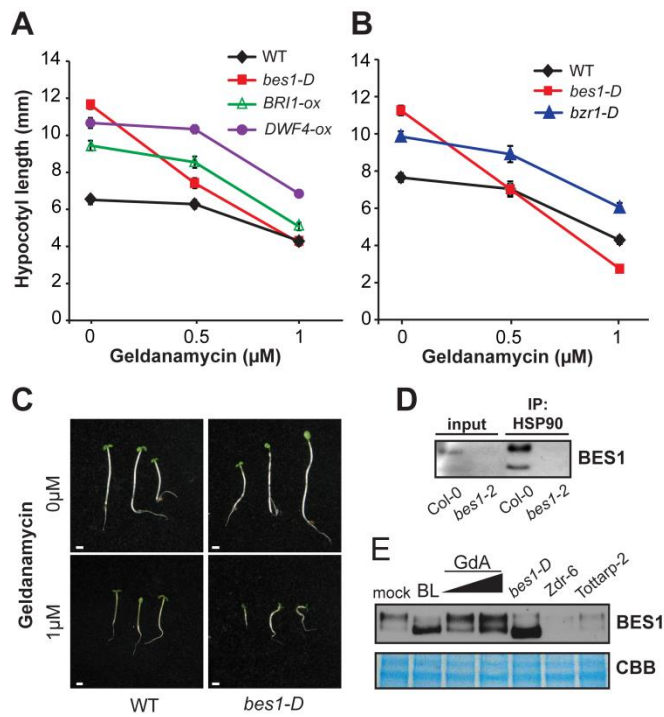 A
WT
bes1-D
BRI1-ox
DWF4-ox
Hypocotyl length (mm)
14
12
10
8
6
4
2
0
0
0.5
1
Geldanamycin (µM)
B
WT
bes1-D
bzr1-D
14
12
10
8
6
4
2
0
0
0.5
1
Geldanamycin (µM)
C
Geldanamycin
0µM
1µM
WT
bes1-D
D
input
IP:
HSP90
BES1
Col-0
bes1-2
Col-0
bes1-2
E
GdA
mock
BL
bes1-D
Zdr-6
Tottarp-2
BES1
CBB